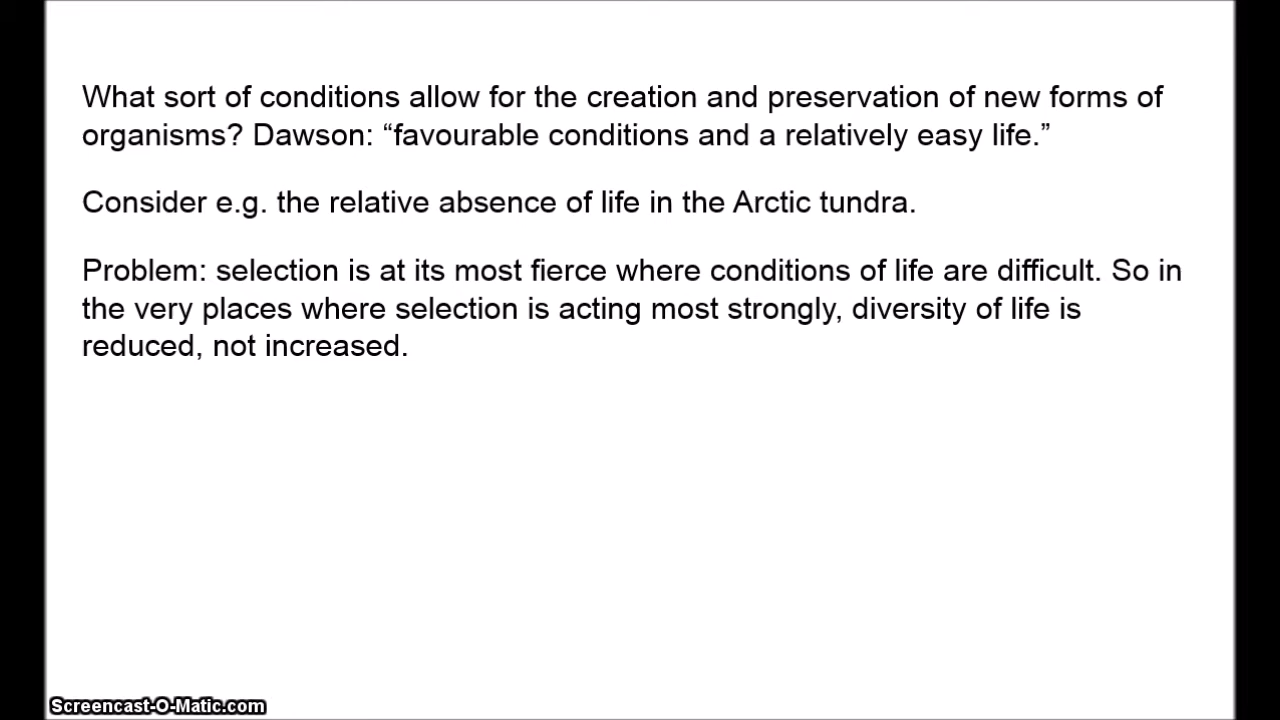 What sort of conditions allow for the creation and preservation of new forms of
organisms? Dawson: “favourable conditions and a relatively easy life.”
Consider e.g. the relative absence of life in the Arctic tundra.
Problem: selection is at its most fierce where conditions of life are difficult. So in
the very places where selection is acting most strongly, diversity of life is
reduced, not increased.
Screencast-O-Matic.com